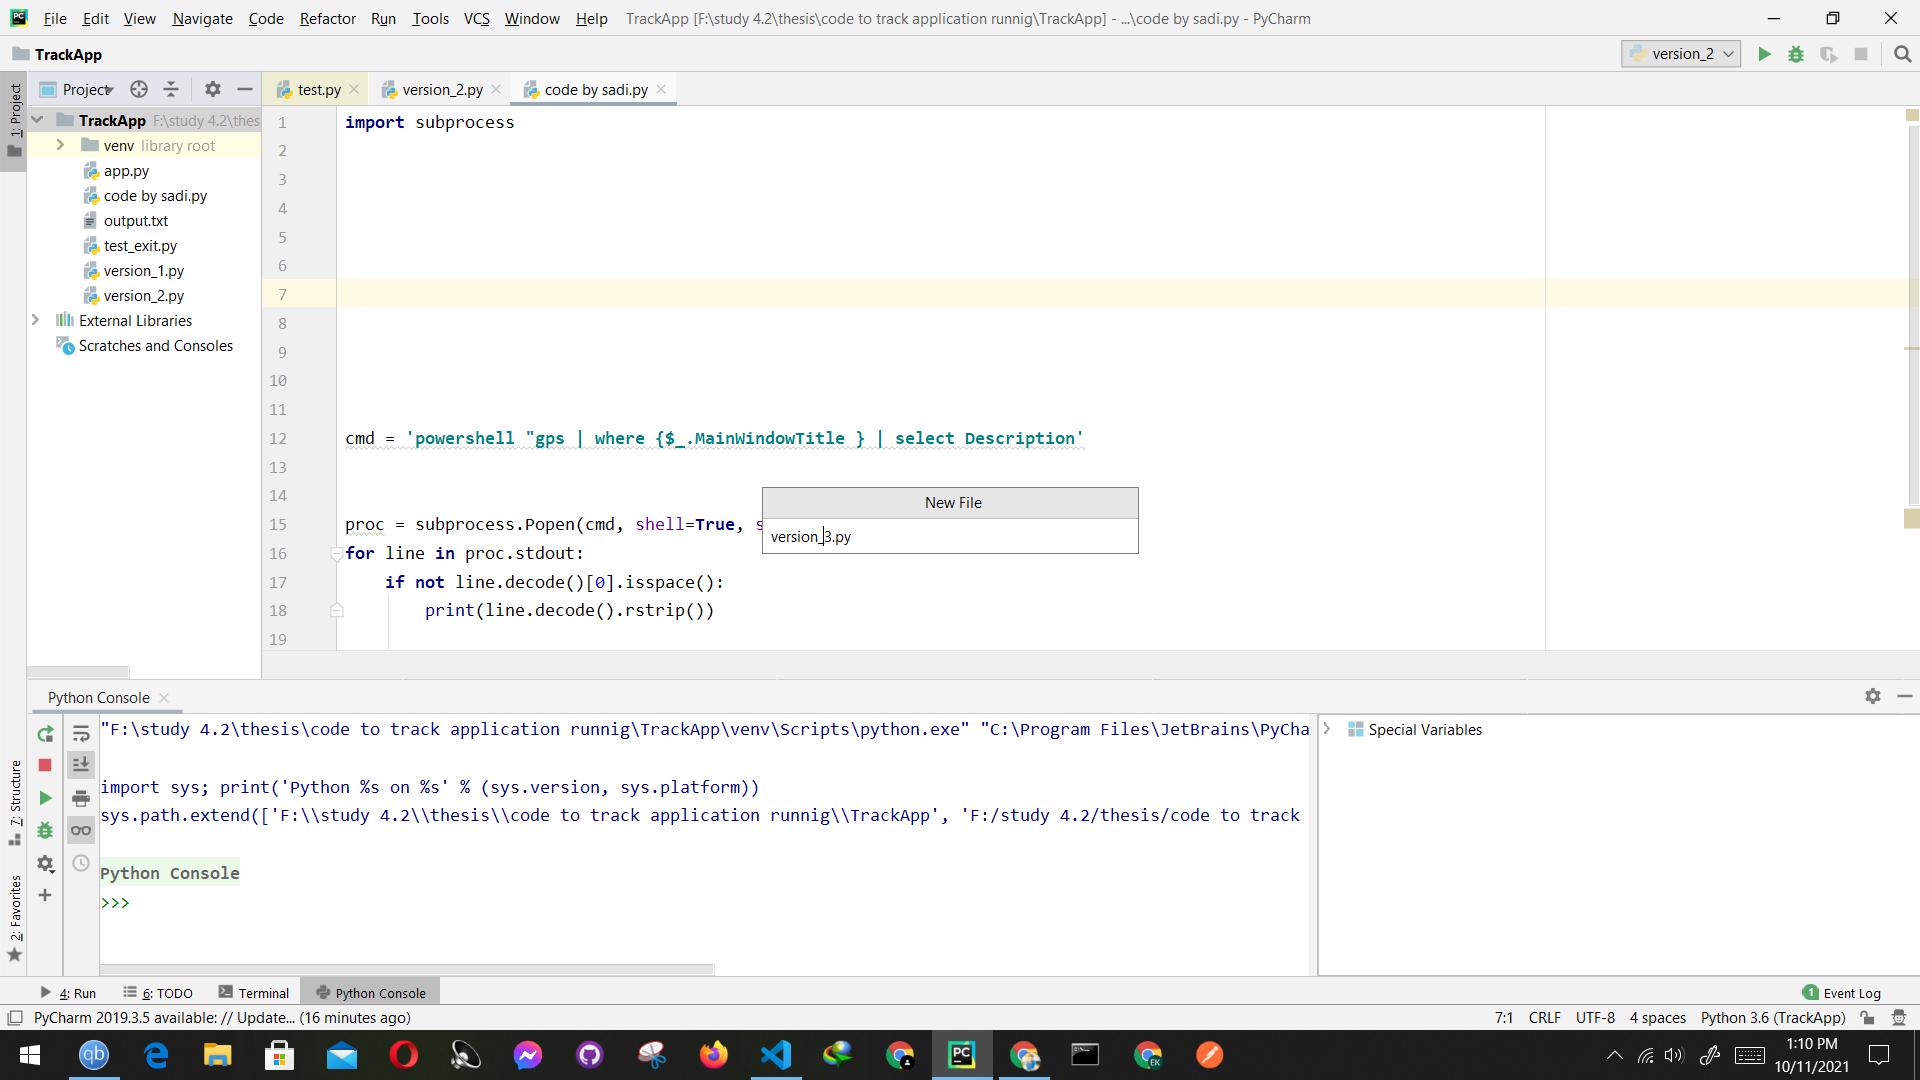 File Edit View Navigate Code Refactor Run Tools VCS Window Help TrackApp [F:\study 4.2\thesis\code to track application runnig\TrackApp] - ...\code by sadi.py - PyCharm
TrackApp
version_2
1: Project
Project
test.py
version_2.py
code by sadi.py
TrackApp F:\study 4.2\thes
venv library root
app.py
code by sadi.py
output.txt
test_exit.py
version_1.py
version_2.py
External Libraries
Scratches and Consoles
1 import subprocess
2
3
4
5
6
7
8
9
10
11
12 cmd = 'powershell "gps | where {$_.MainWindowTitle } | select Description'
13
14
15 proc = subprocess.Popen(cmd, shell=True, s
16 for line in proc.stdout:
17 if not line.decode()[0].isspace():
18 print(line.decode().rstrip())
19
New File
version_3.py
Python Console
"F:\study 4.2\thesis\code to track application runnig\TrackApp\venv\Scripts\python.exe" "C:\Program Files\JetBrains\PyCha
import sys; print('Python %s on %s' % (sys.version, sys.platform))
sys.path.extend(['F:\\study 4.2\\thesis\\code to track application runnig\\TrackApp', 'F:/study 4.2/thesis/code to track
Python Console
>>>
Special Variables
7: Structure
2: Favorites
4: Run 6: TODO Terminal Python Console
1 Event Log
PyCharm 2019.3.5 available: // Update... (16 minutes ago)
7:1 CRLF UTF-8 4 spaces Python 3.6 (TrackApp)
qb
PC
EK
1:10 PM
10/11/2021